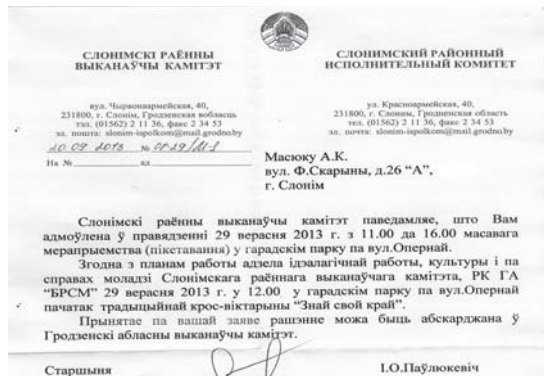 СЛОНІМСКІ РАЁННЫ
ВЫКАНАЎЧЫ КАМІТЭТ
вул. Чырвонаармейская, 40,
231800, г. Слонім, Гродзенская вобласць
тэл. (01562) 2 11 36, факс 2 34 53
эл. пошта: slonim-ispolkom@mail.grodno.by
20.09 2013 №
На № ад
СЛОНИМСКИЙ РАЙОННЫЙ
ИСПОЛНИТЕЛЬНЫЙ КОМИТЕТ
ул. Красноармейская, 40,
231800, г. Слоним, Гродненская область
тел. (01562) 2 11 36, факс 2 34 53
эл. почта: slonim-ispolkom@mail.grodno.by
Масюку А.К.
вул. Ф.Скарыны, д.26 “А”,
г. Слонім
Слонімскі раённы выканаўчы камітэт паведамляе, што Вам
адмоўлена ў правядзенні 29 верасня 2013 г. з 11.00 да 16.00 масавага
мерапрыемства (пікетавання) у гарадскім парку па вул.Опернай.
Згодна з планам работы аддзела ідэалагічнай работы, культуры і па
справах моладзі Слонімскага раённага выканаўчага камітэта, РК ГА
“БРСМ” 29 верасня 2013 г. у 12.00 у гарадскім парку па вул.Опернай
пачатак традыцыйнай крос-віктарыны “Знай свой край”.
Прынятае па вашай заяве рашэнне можа быць абскарджана ў
Гродзенскі абласны выканаўчы камітэт.
Старшыня І.О.Паўлюкевіч